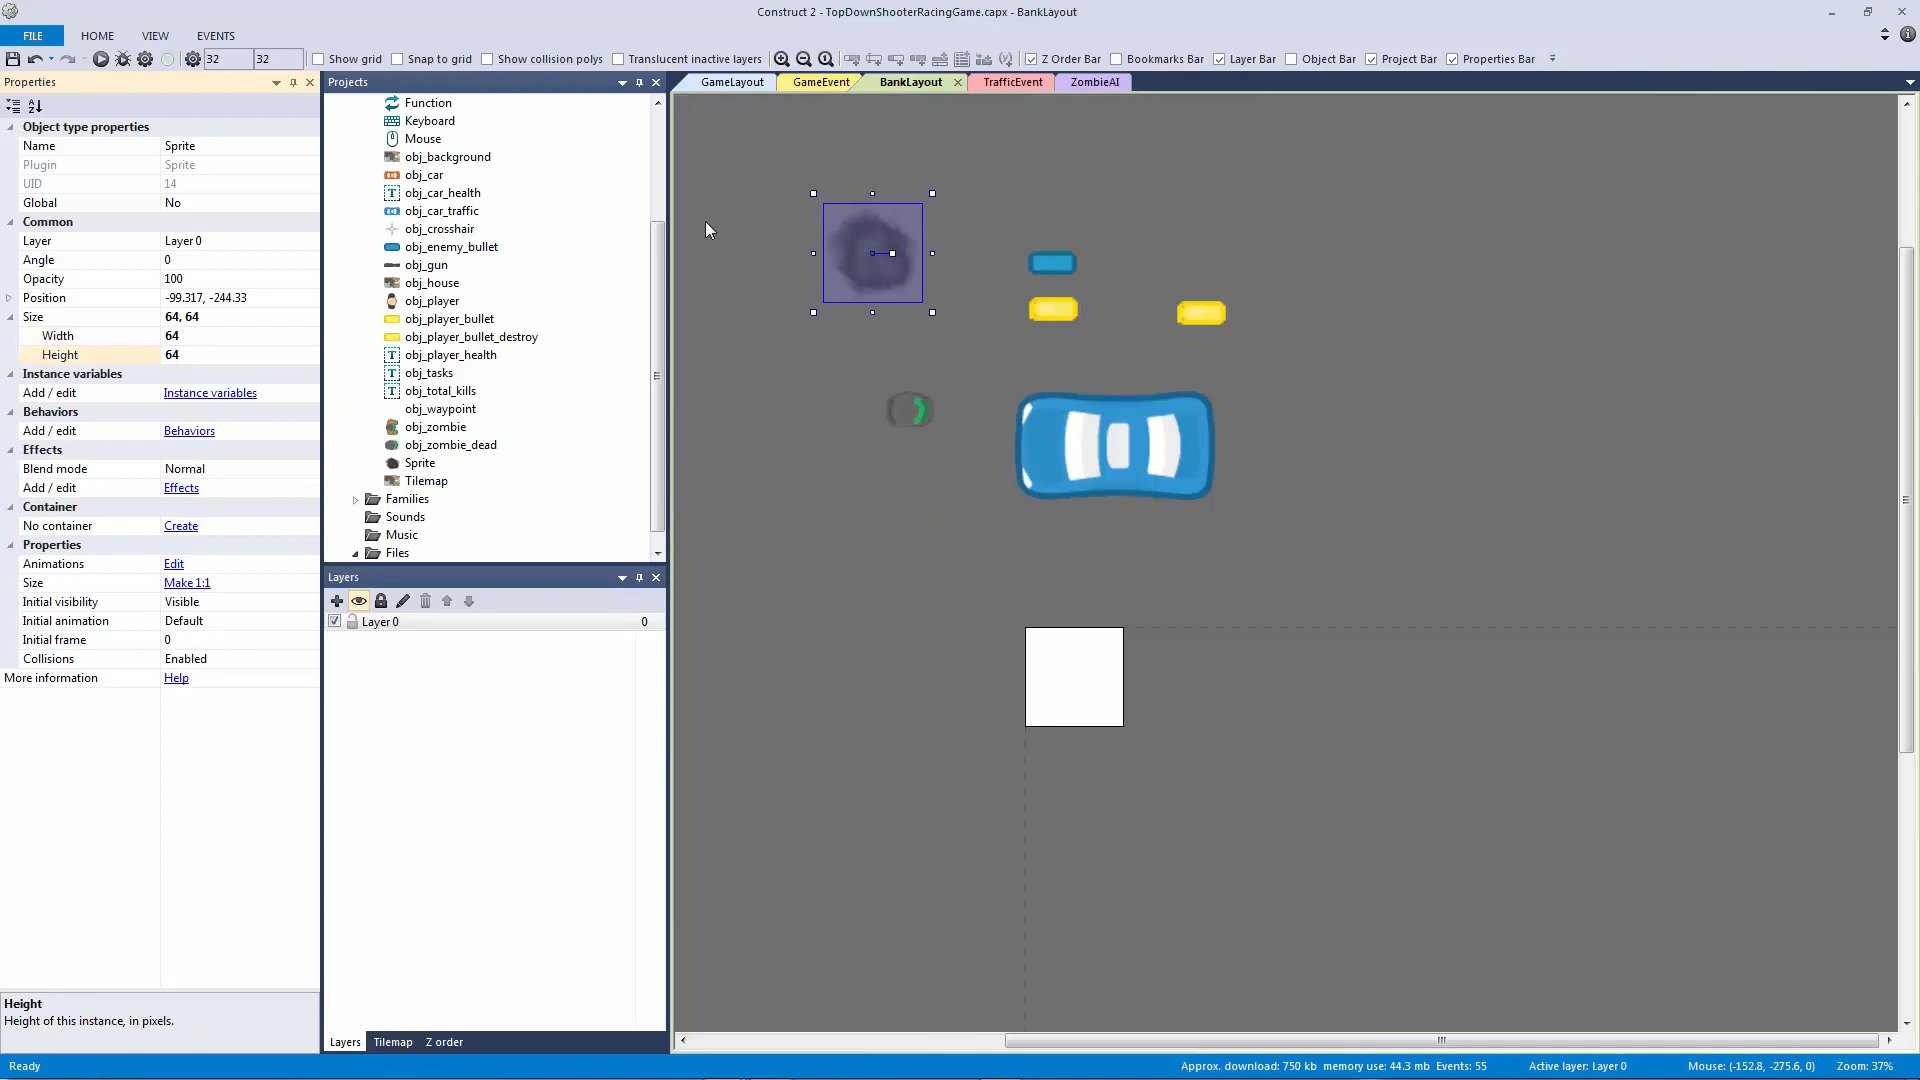 Construct 2 - TopDownShooterRacingGame.capx - BankLayout
FILE HOME VIEW EVENTS
32 32 Show grid Snap to grid Show collision polys Translucent inactive layers Z Order Bar Bookmarks Bar Layer Bar Object Bar Project Bar Properties Bar
Properties
Object type properties
Name Sprite
Plugin Sprite
UID 14
Global No
Common
Layer Layer 0
Angle 0
Opacity 100
Position -99.317, -244.33
Size 64, 64
Width 64
Height 64
Instance variables
Add / edit Instance variables
Behaviors
Add / edit Behaviors
Effects
Blend mode Normal
Add / edit Effects
Container
No container Create
Properties
Animations Edit
Size Make 1:1
Initial visibility Visible
Initial animation Default
Initial frame 0
Collisions Enabled
More information Help
Height
Height of this instance, in pixels.
Projects
Function
Keyboard
Mouse
obj_background
obj_car
T obj_car_health
obj_car_traffic
obj_crosshair
obj_enemy_bullet
obj_gun
obj_house
obj_player
obj_player_bullet
obj_player_bullet_destroy
T obj_player_health
T obj_tasks
T obj_total_kills
obj_waypoint
obj_zombie
obj_zombie_dead
Sprite
Tilemap
Families
Sounds
Music
Files
Layers
Layer 0 0
Layers Tilemap Z order
GameLayout GameEvent BankLayout TrafficEvent ZombieAI
Ready Approx. download: 750 kb memory use: 44.3 mb Events: 55 Active layer: Layer 0 Mouse: (-152.8, -275.6, 0) Zoom: 37%